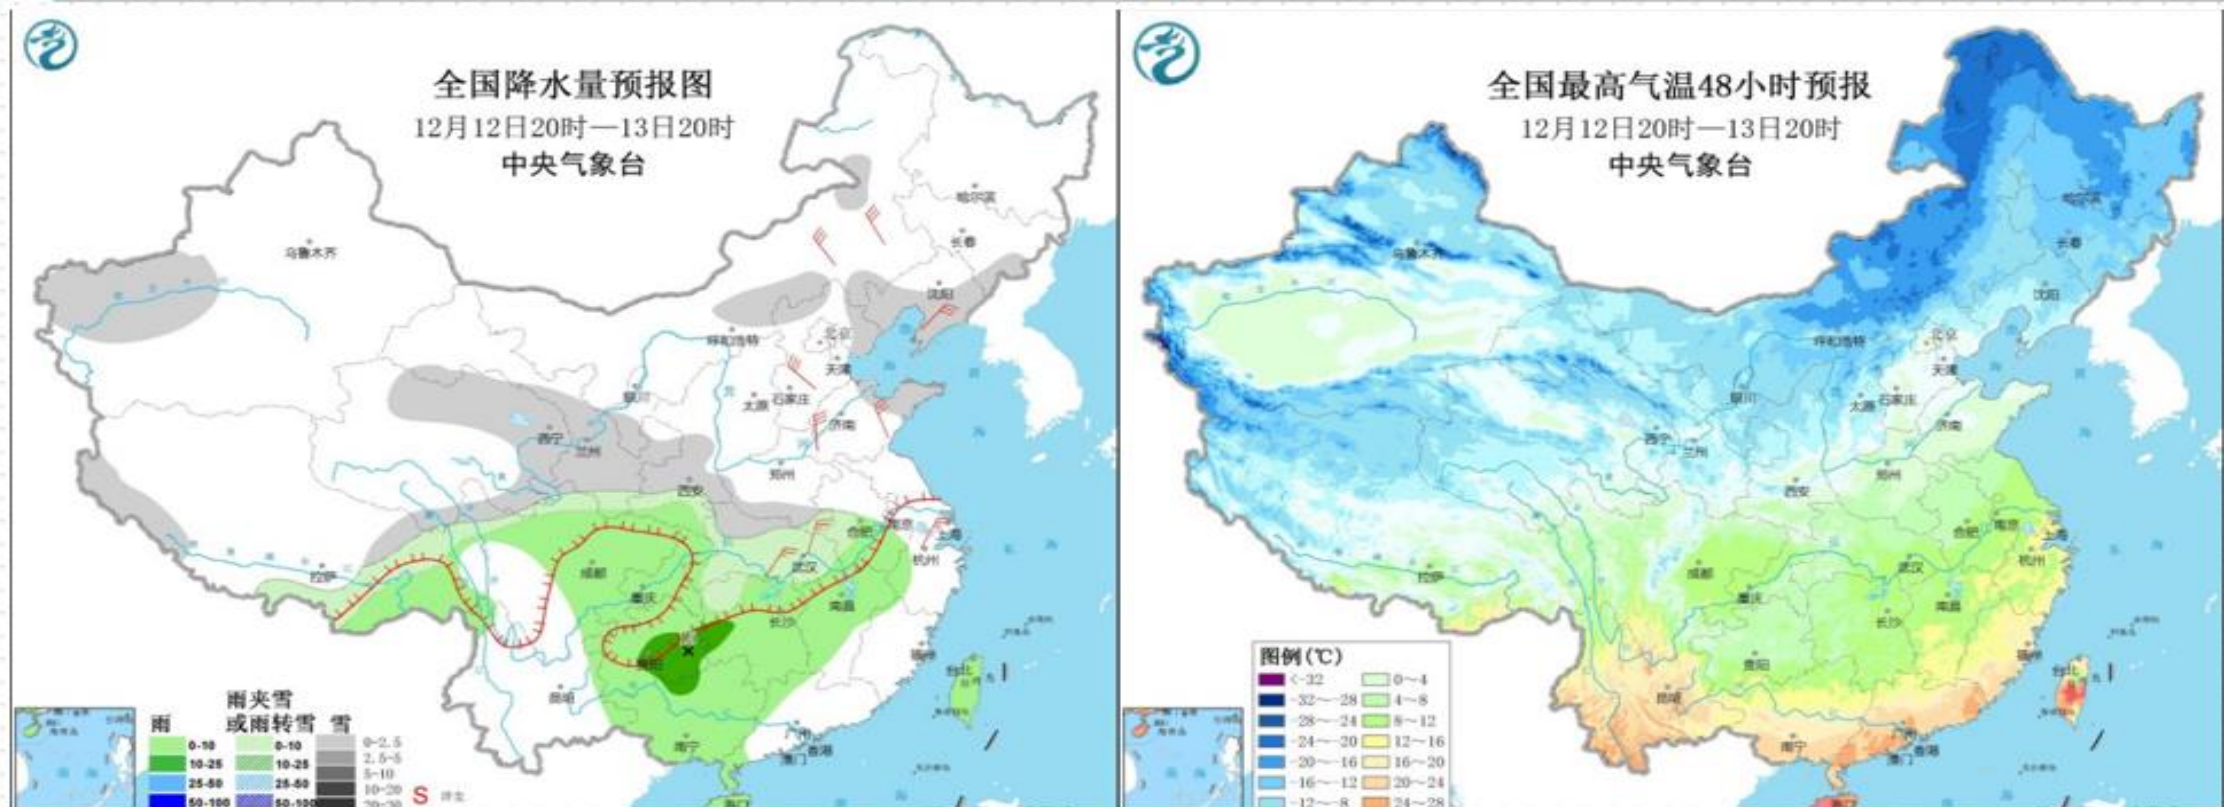 全国降水量预报图
12月12日20时—13日20时
中央气象台
哈尔滨
长春
乌鲁木齐
沈阳
呼和浩特
北京
天津
银川
太原 石家庄
济南
西宁
兰州
郑州
西安
合肥
南京
上海
杭州
拉萨
成都
武汉
重庆
南昌
长沙
贵阳
福州
台北
昆明
南宁
广州
香港
澳门
海口
雨
雨夹雪
或雨转雪
雪
0-10
10-25
25-50
50-100
0-10
10-25
25-50
50-100
0-2.5
2.5-5
5-10
10-20
20-30
S
全国最高气温48小时预报
12月12日20时—13日20时
中央气象台
哈尔滨
长春
乌鲁木齐
沈阳
呼和浩特
北京
天津
银川
太原 石家庄
济南
西宁
兰州
郑州
西安
合肥
南京
上海
杭州
拉萨
成都
武汉
重庆
南昌
长沙
贵阳
福州
台北
昆明
南宁
广州
香港
澳门
图例(℃)
<-32
-32～-28
-28～-24
-24～-20
-20～-16
-16～-12
-12～-8
0～4
4～8
8～12
12～16
16～20
20～24
24～28